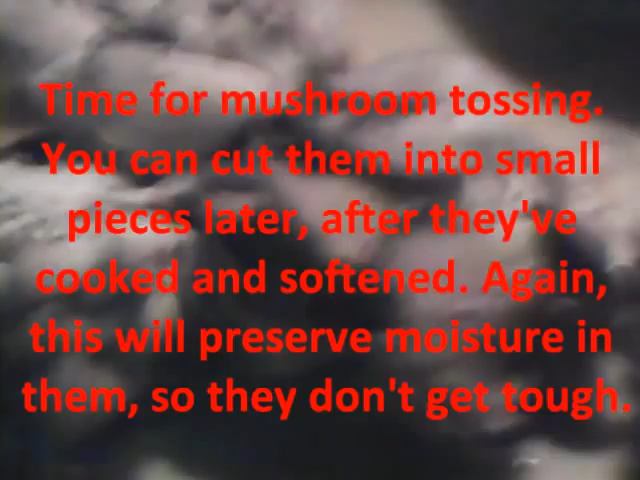 Time for mushroom tossing.
You can cut them into small
pieces later, after they've
cooked and softened. Again,
this will preserve moisture in
them, so they don't get tough.